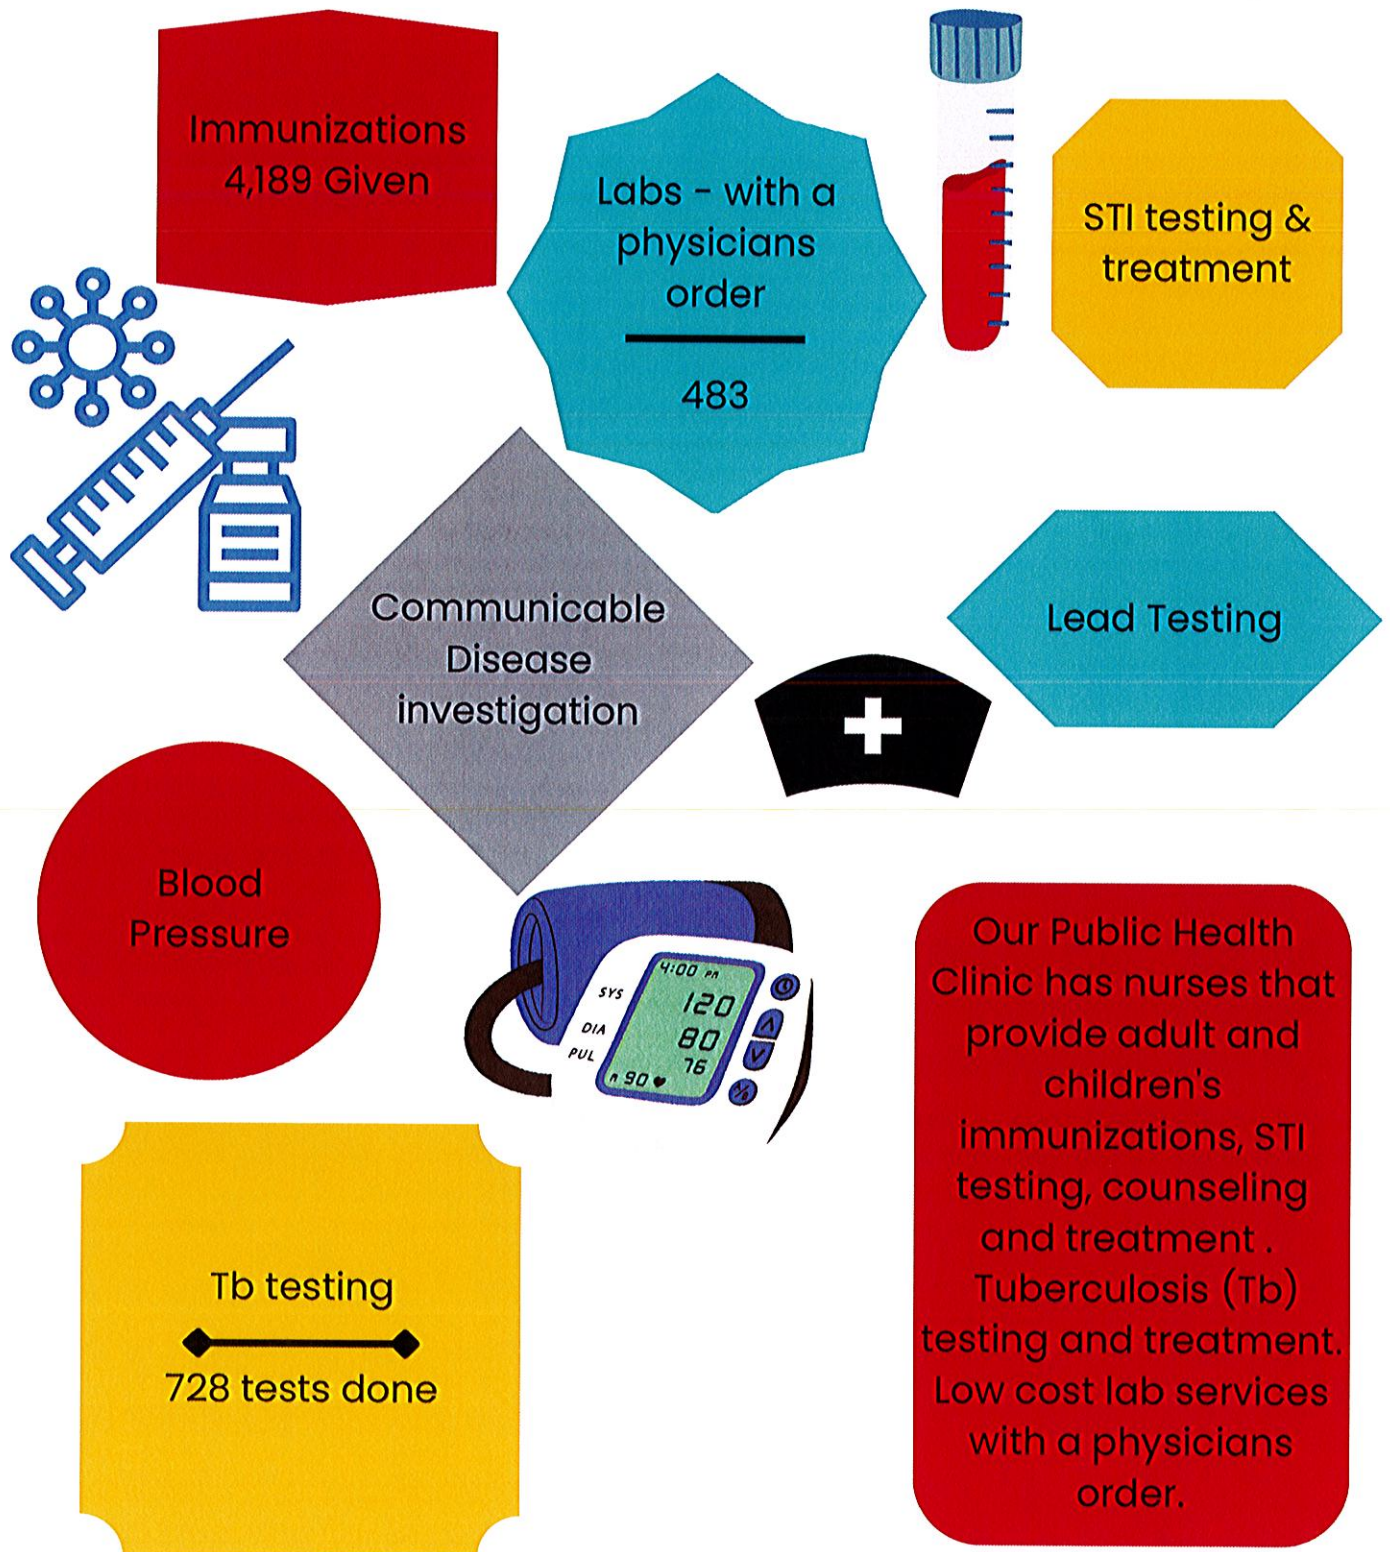 Immunizations
4,189 Given
Labs - with a
physicians
order
483
STI testing &
treatment
Communicable
Disease
investigation
Lead Testing
Blood
Pressure
4:00 PM
SYS
120
DIA
80
PUL
76
90
Tb testing
728 tests done
Our Public Health
Clinic has nurses that
provide adult and
children's
immunizations, STI
testing, counseling
and treatment .
Tuberculosis (Tb)
testing and treatment.
Low cost lab services
with a physicians
order.